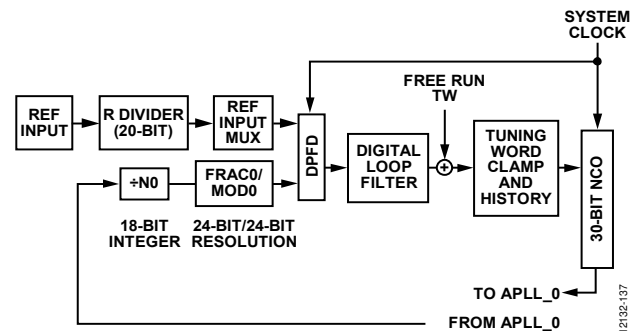 SYSTEM
CLOCK
FREE RUN
TW
REF
INPUT
R DIVIDER
(20-BIT)
REF
INPUT
MUX
DPFD
DIGITAL
LOOP
FILTER
+
TUNING
WORD
CLAMP
AND
HISTORY
30-BIT NCO
÷N0
FRAC0/
MOD0
18-BIT
INTEGER
24-BIT/24-BIT
RESOLUTION
TO APLL_0
FROM APLL_0
12132-137